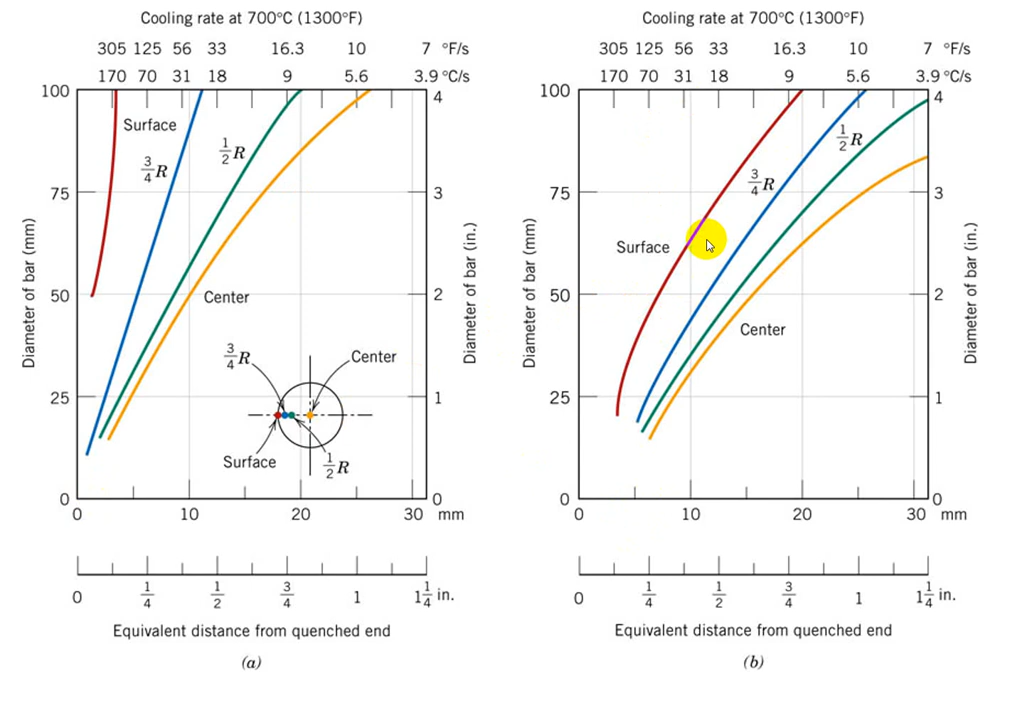 Cooling rate at 700°C (1300°F)
305 125 56 33 16.3 10 7 °F/s
170 70 31 18 9 5.6 3.9 °C/s
100
4
Surface
1/2 R
3/4 R
75
3
Diameter of bar (mm)
Diameter of bar (in.)
50
2
Center
3/4 R
Center
25
1
Surface
1/2 R
0
0
0 10 20 30 mm
0 1/4 1/2 3/4 1 1 1/4 in.
Equivalent distance from quenched end
(a)
Cooling rate at 700°C (1300°F)
305 125 56 33 16.3 10 7 °F/s
170 70 31 18 9 5.6 3.9 °C/s
100
4
1/2 R
3/4 R
75
3
Surface
Diameter of bar (mm)
Diameter of bar (in.)
50
2
Center
25
1
0
0
0 10 20 30 mm
0 1/4 1/2 3/4 1 1 1/4 in.
Equivalent distance from quenched end
(b)